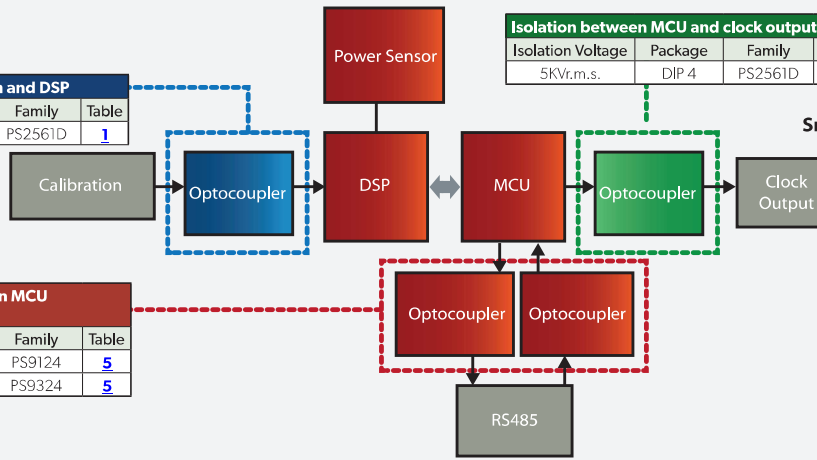 Power Sensor
Isolation between MCU and clock output
Isolation Voltage Package Family
5KVr.m.s. DIP 4 PS2561D
and DSP
Family Table
PS2561D 1
Calibration
Optocoupler
DSP
MCU
Optocoupler
Clock
Output
MCU
Family Table
PS9124 5
PS9324 5
Optocoupler
Optocoupler
RS485